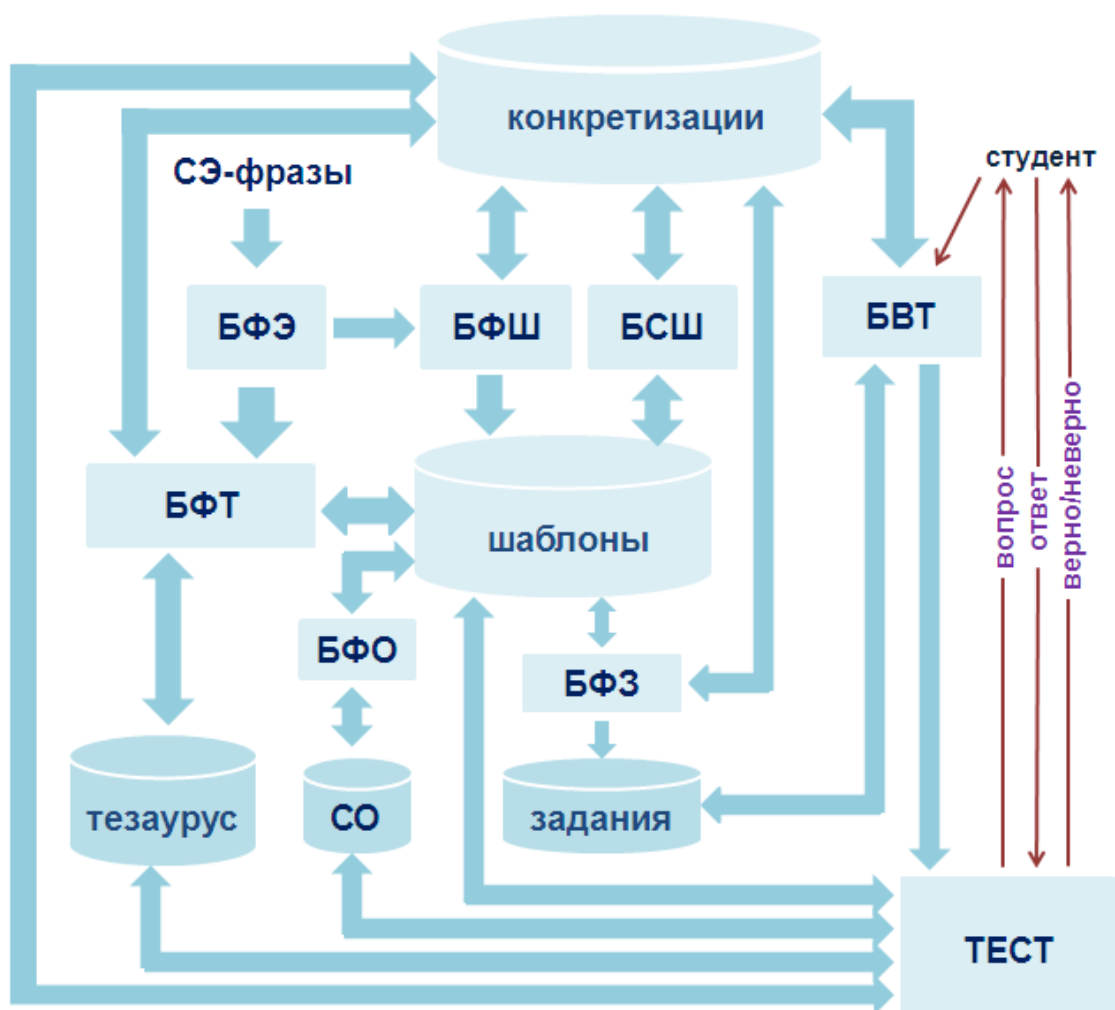 конкретизации
студент
СЭ-фразы
БФЭ
БФШ
БСШ
БВТ
БФТ
шаблоны
вопрос
ответ
верно/неверно
БФО
БФЗ
тезаурус
СО
задания
ТЕСТ